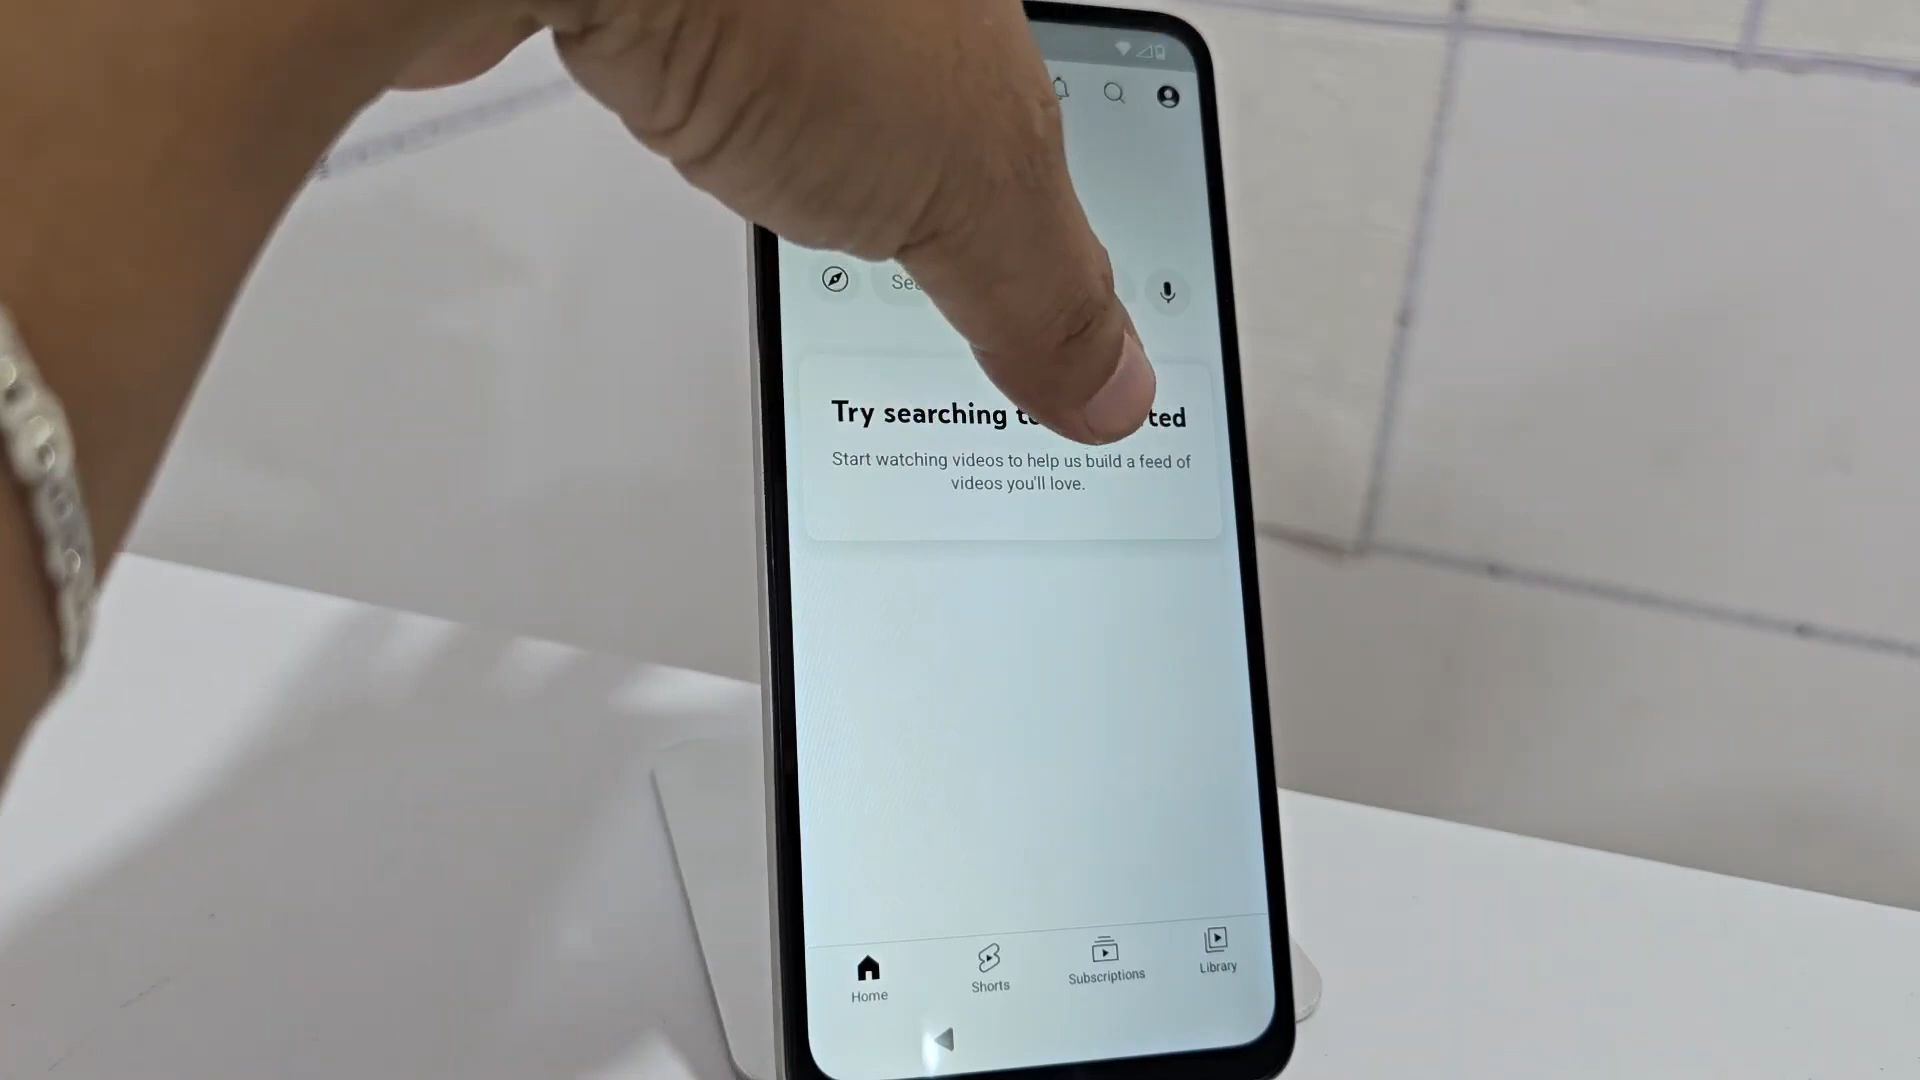 Try searching ted
Start watching videos to help us build a feed of
videos you'll love.
Home
Shorts
Subscriptions
Library